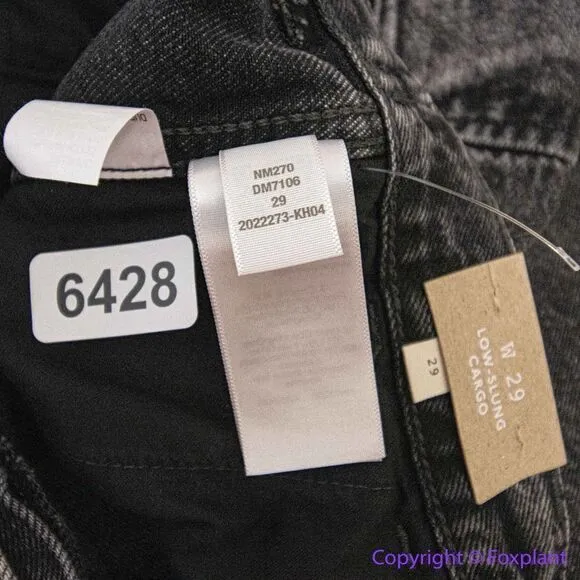 NM270
DM7106
29
2022273-KH04
6428
29
W 29
LOW-SLUNG
CARGO
Copyright © Foxplant